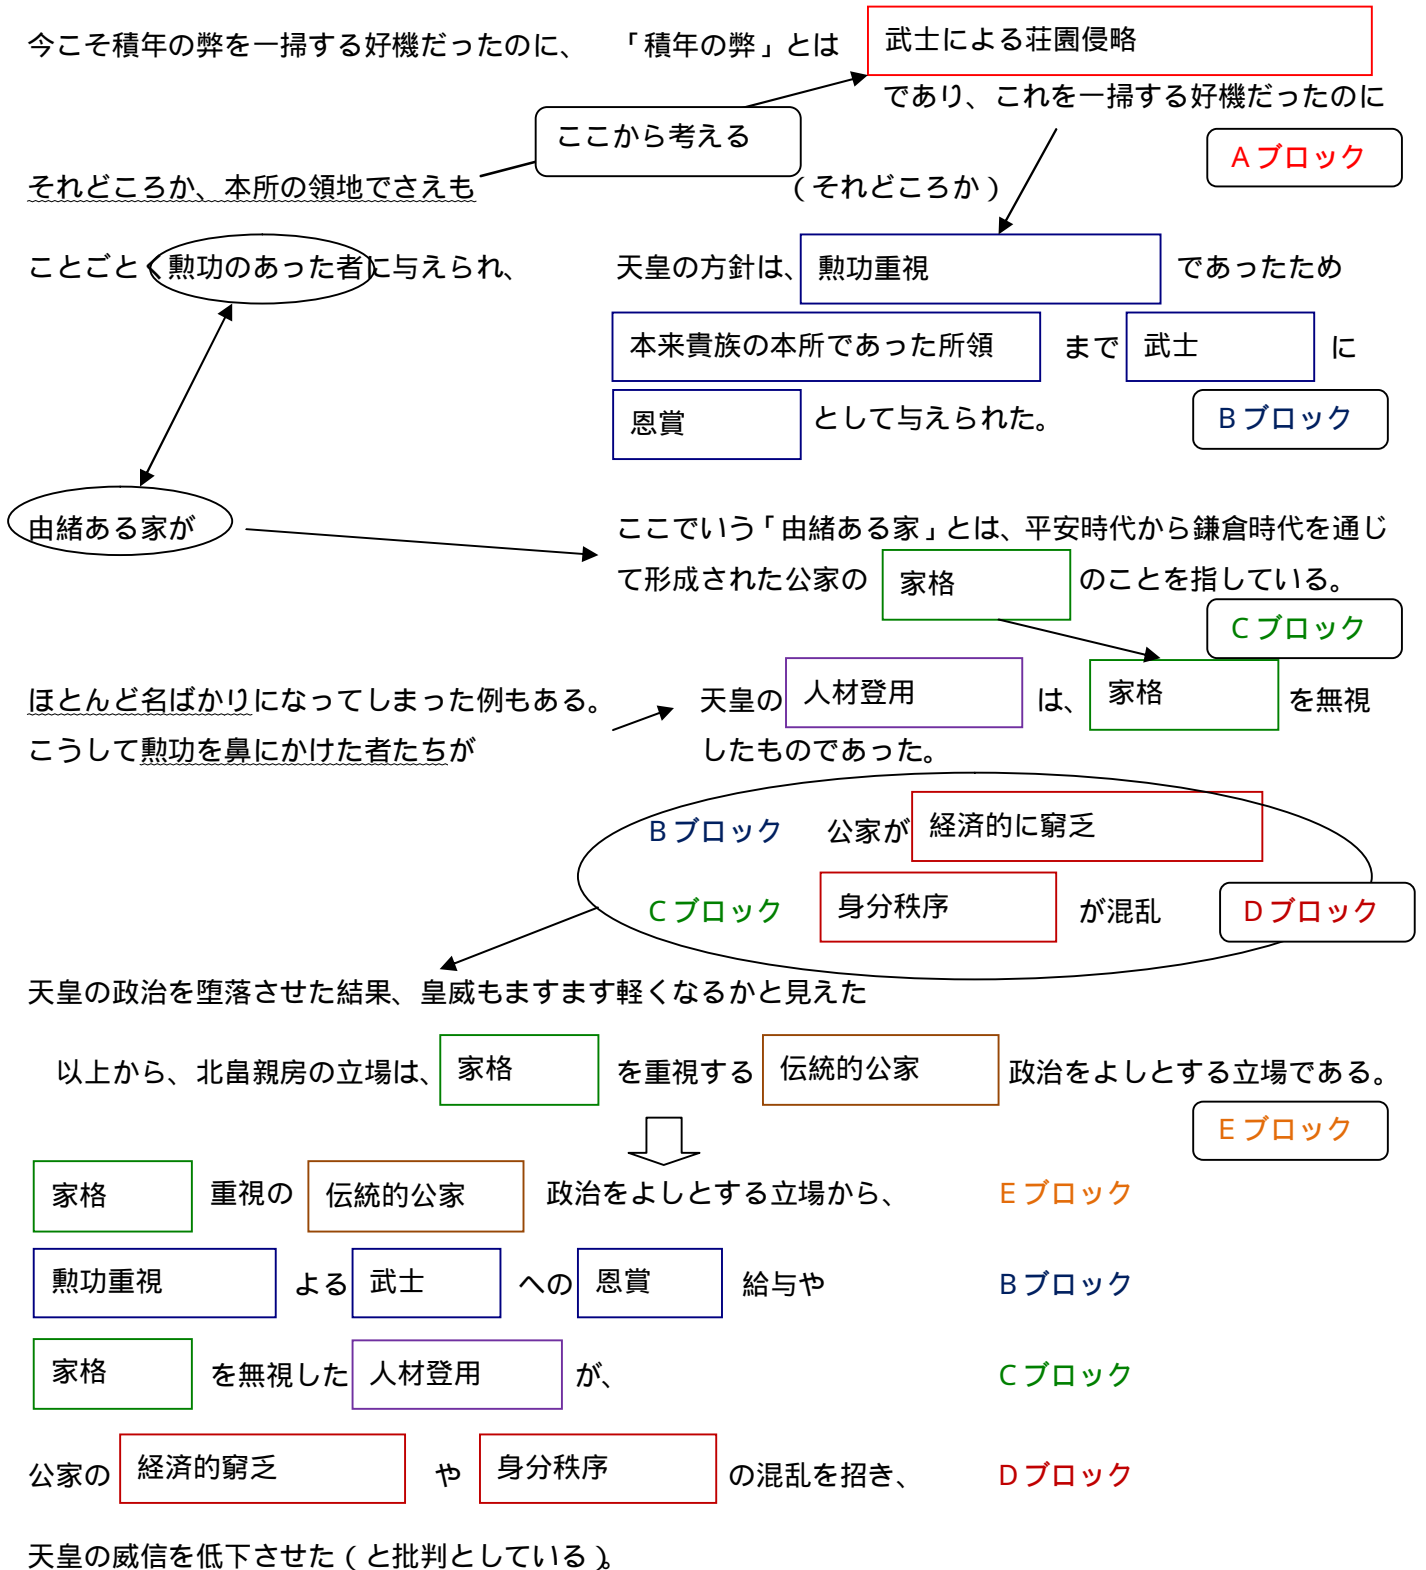 今こそ積年の弊を一掃する好機だったのに、 「積年の弊」とは 武士による荘園侵略
であり、これを一掃する好機だったのに
ここから考える
Aブロック
それどころか、本所の領地でさえも (それどころか)
ことごとく勲功のあった者に与えられ、 天皇の方針は、 勲功重視 であったため
本来貴族の本所であった所領 まで 武士 に
恩賞 として与えられた。 Bブロック
由緒ある家が ここでいう「由緒ある家」とは、平安時代から鎌倉時代を通じ
て形成された公家の 家格 のことを指している。
Cブロック
ほとんど名ばかりになってしまった例もある。 天皇の 人材登用 は、 家格 を無視
こうして勲功を鼻にかけた者たちが したものであった。
Bブロック 公家が 経済的に窮乏
Cブロック 身分秩序 が混乱 Dブロック
天皇の政治を堕落させた結果、皇威もますます軽くなるかと見えた
以上から、北畠親房の立場は、 家格 を重視する 伝統的公家 政治をよしとする立場である。
Eブロック
家格 重視の 伝統的公家 政治をよしとする立場から、 Eブロック
勲功重視 よる 武士 への 恩賞 給与や Bブロック
家格 を無視した 人材登用 が、 Cブロック
公家の 経済的窮乏 や 身分秩序 の混乱を招き、 Dブロック
天皇の威信を低下させた(と批判としている)。